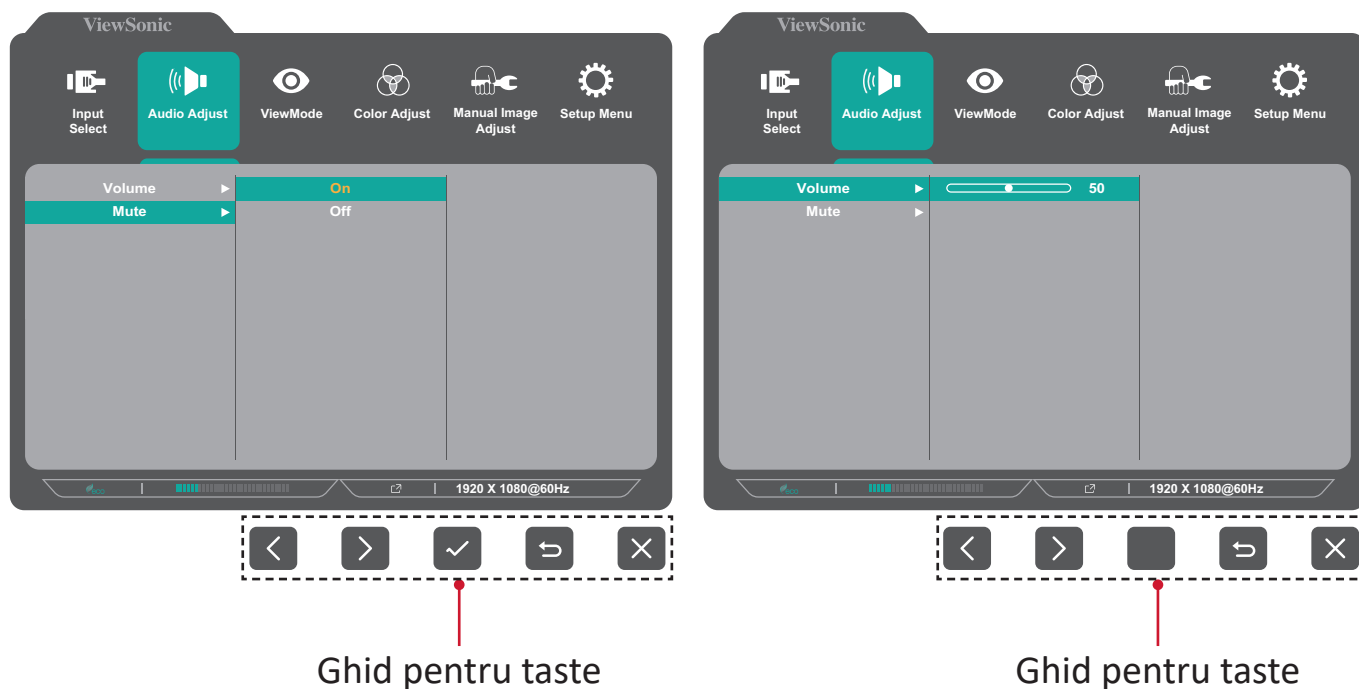 ViewSonic
Input
Select
Audio Adjust
ViewMode
Color Adjust
Manual Image
Adjust
Setup Menu
Volume
On
Mute
Off
eco
1920 X 1080@60Hz
Ghid pentru taste
ViewSonic
Input
Select
Audio Adjust
ViewMode
Color Adjust
Manual Image
Adjust
Setup Menu
Volume
50
Mute
eco
1920 X 1080@60Hz
Ghid pentru taste